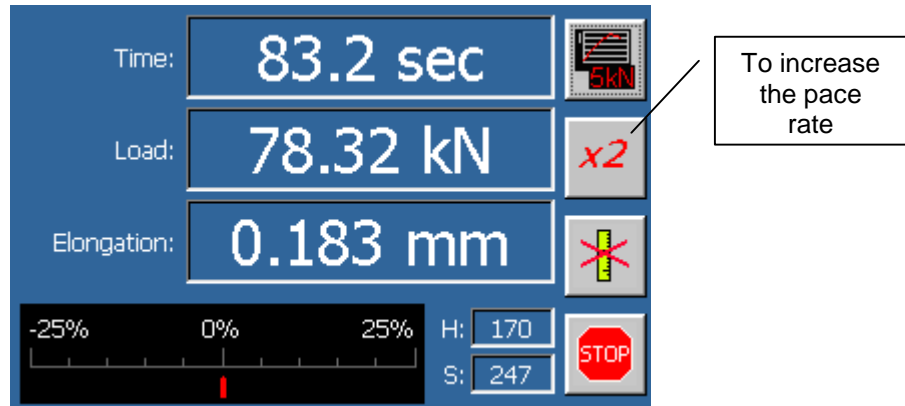 Time: 83.2 sec
5kN
To increase
the pace
rate
Load: 78.32 kN
x2
Elongation: 0.183 mm
-25% 0% 25%
H: 170
S: 247
STOP